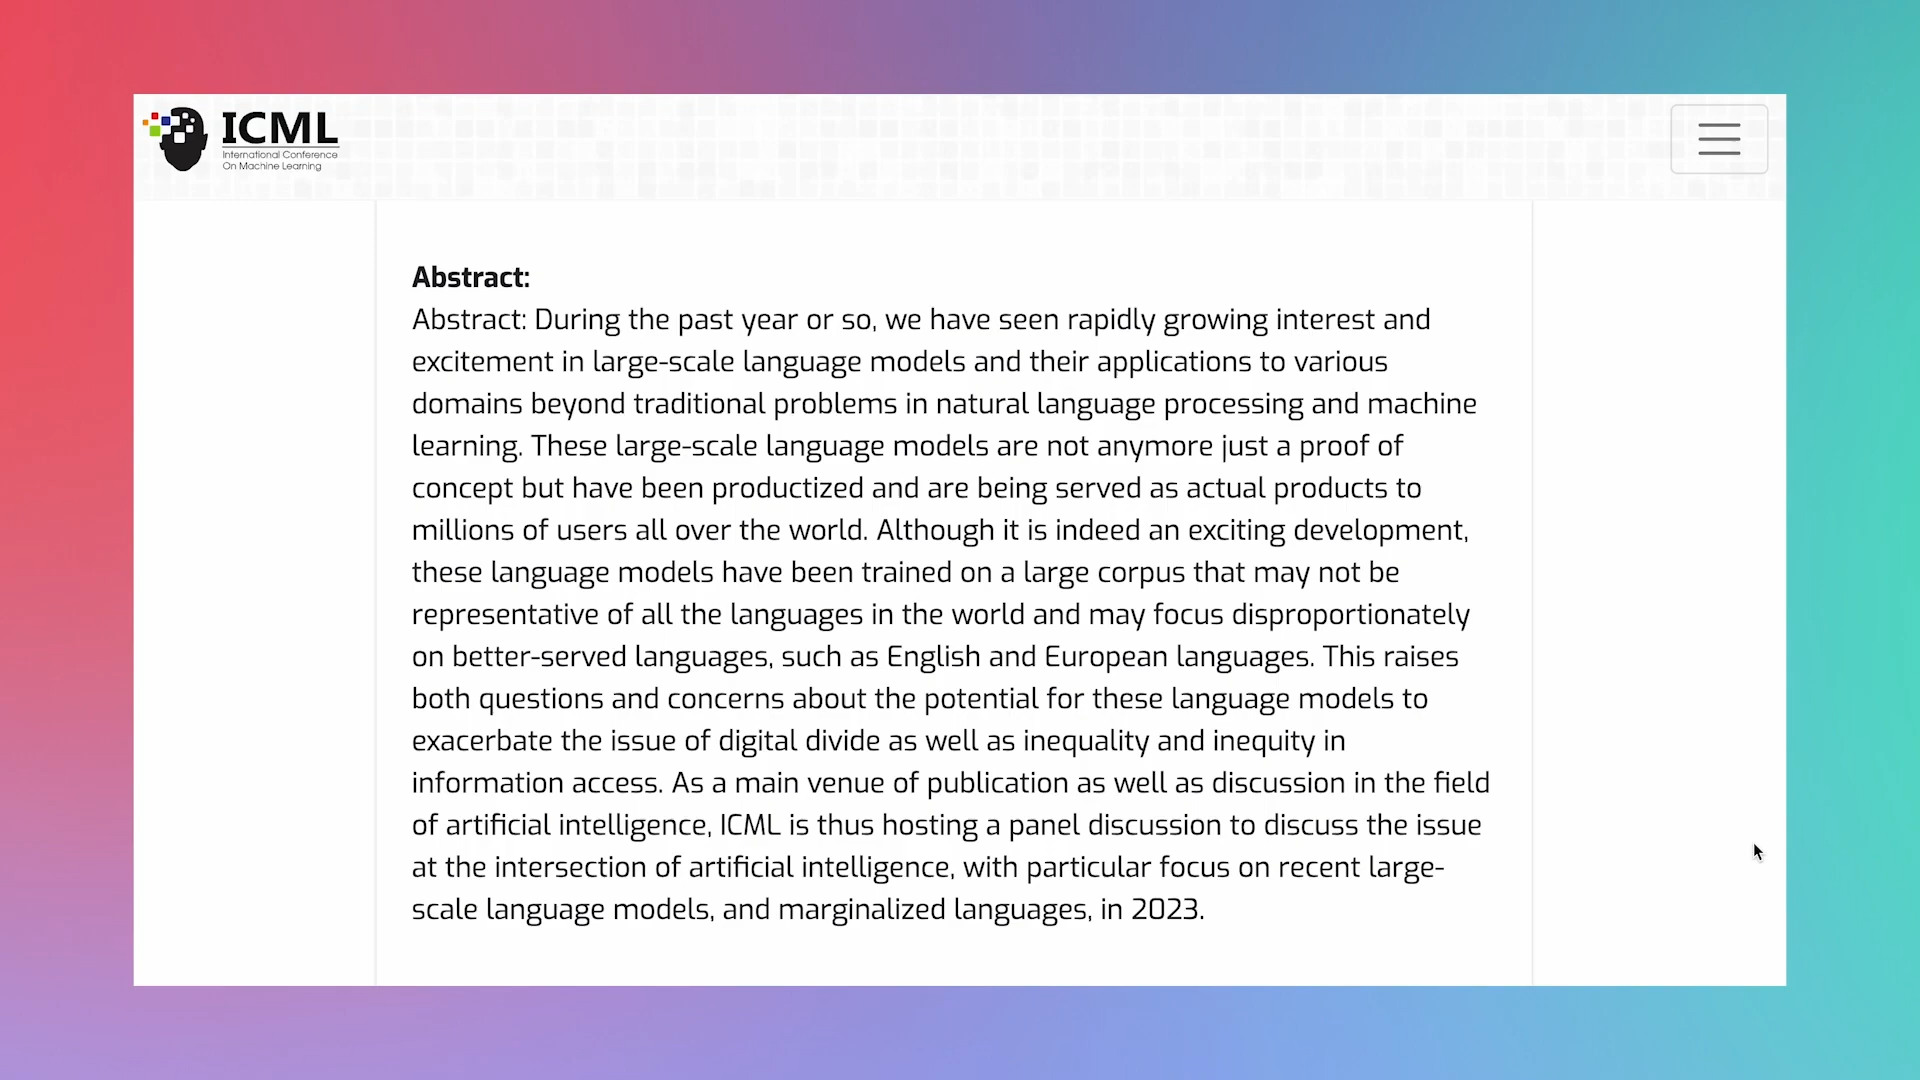 ICML
International Conference
On Machine Learning
Abstract:
Abstract: During the past year or so, we have seen rapidly growing interest and
excitement in large-scale language models and their applications to various
domains beyond traditional problems in natural language processing and machine
learning. These large-scale language models are not anymore just a proof of
concept but have been productized and are being served as actual products to
millions of users all over the world. Although it is indeed an exciting development,
these language models have been trained on a large corpus that may not be
representative of all the languages in the world and may focus disproportionately
on better-served languages, such as English and European languages. This raises
both questions and concerns about the potential for these language models to
exacerbate the issue of digital divide as well as inequality and inequity in
information access. As a main venue of publication as well as discussion in the field
of artificial intelligence, ICML is thus hosting a panel discussion to discuss the issue
at the intersection of artificial intelligence, with particular focus on recent large-
scale language models, and marginalized languages, in 2023.